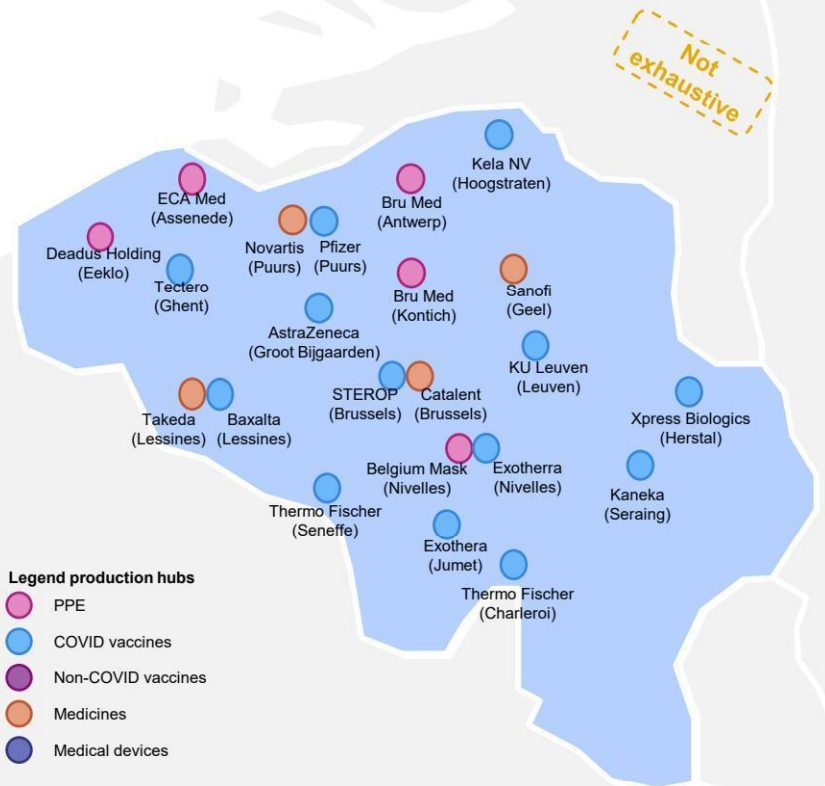 Not
exhaustive
Kela NV
(Hoogstraten)
ECA Med
(Assenede)
Bru Med
(Antwerp)
Deadus Holding
(Eeklo)
Novartis
(Puurs)
Pfizer
(Puurs)
Tectero
(Ghent)
Bru Med
(Kontich)
Sanofi
(Geel)
AstraZeneca
(Groot Bijgaarden)
KU Leuven
(Leuven)
STEROP
(Brussels)
Catalent
(Brussels)
Takeda
(Lessines)
Baxalta
(Lessines)
Xpress Biologics
(Herstal)
Belgium Mask
(Nivelles)
Exotherra
(Nivelles)
Kaneka
(Seraing)
Thermo Fischer
(Seneffe)
Exothera
(Jumet)
Thermo Fischer
(Charleroi)
Legend production hubs
PPE
COVID vaccines
Non-COVID vaccines
Medicines
Medical devices